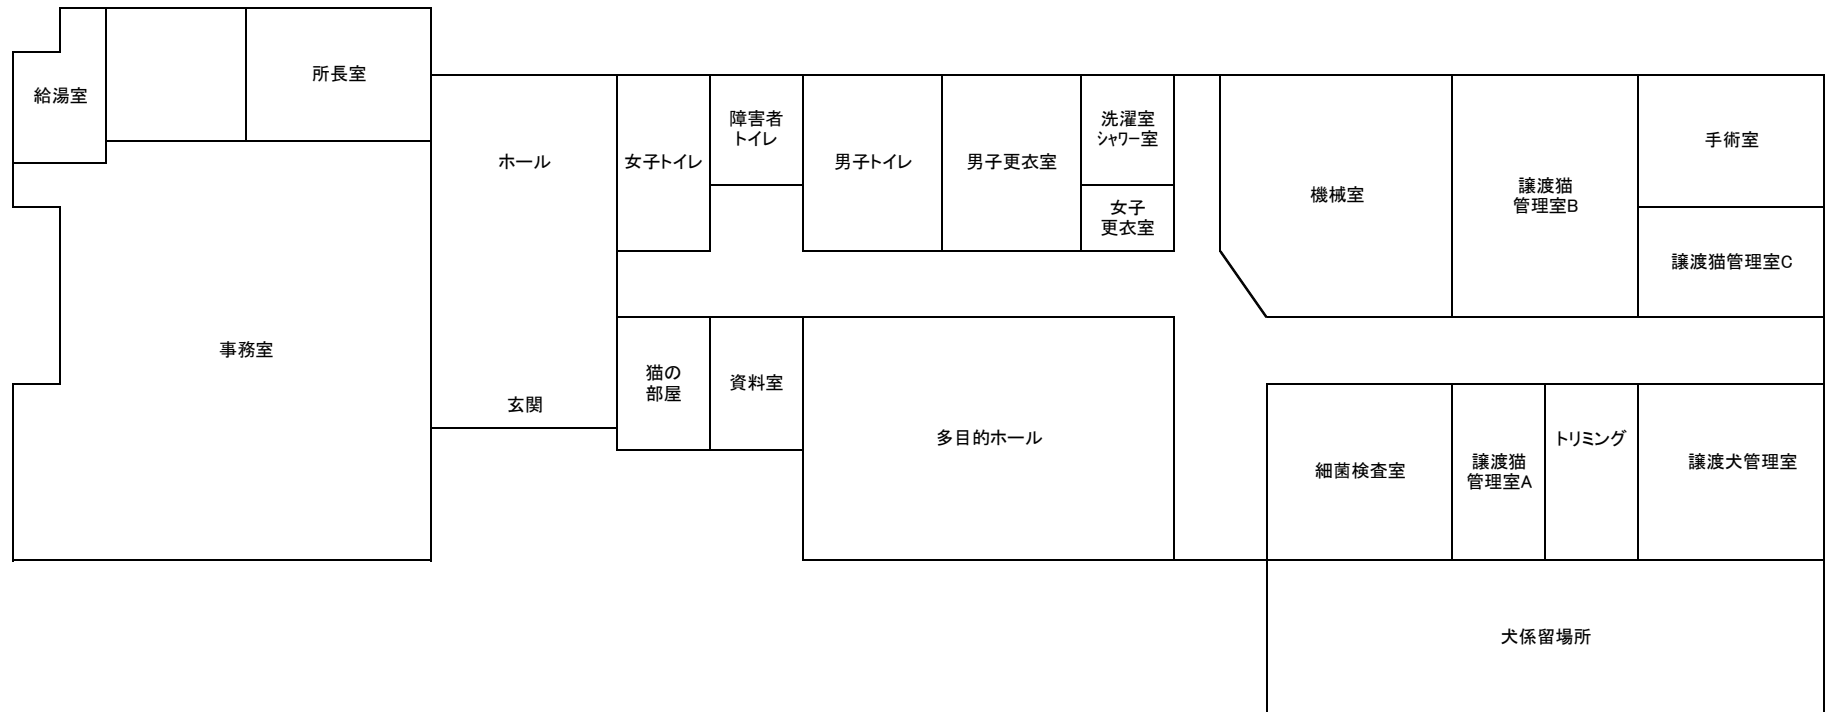 所長室
給湯室
障害者
トイレ
洗濯室
シャワー室
手術室
ホール
女子トイレ
男子トイレ
男子更衣室
女子
更衣室
機械室
譲渡猫
管理室B
譲渡猫管理室C
事務室
猫の
部屋
資料室
玄関
多目的ホール
細菌検査室
譲渡猫
管理室A
トリミング
譲渡犬管理室
犬係留場所